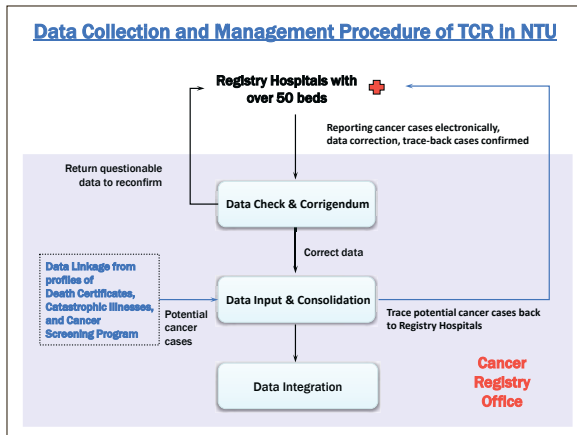 Data Collection and Management Procedure of TCR in NTU
Registry Hospitals with
over 50 beds
Reporting cancer cases electronically,
data correction, trace-back cases confirmed
Return questionable
data to reconfirm
Data Check & Corrigendum
Correct data
Data Linkage from
profiles of
Death Certificates,
Catastrophic Illnesses,
and Cancer
Screening Program
Potential
cancer
cases
Data Input & Consolidation
Trace potential cancer cases back
to Registry Hospitals
Data Integration
Cancer
Registry
Office